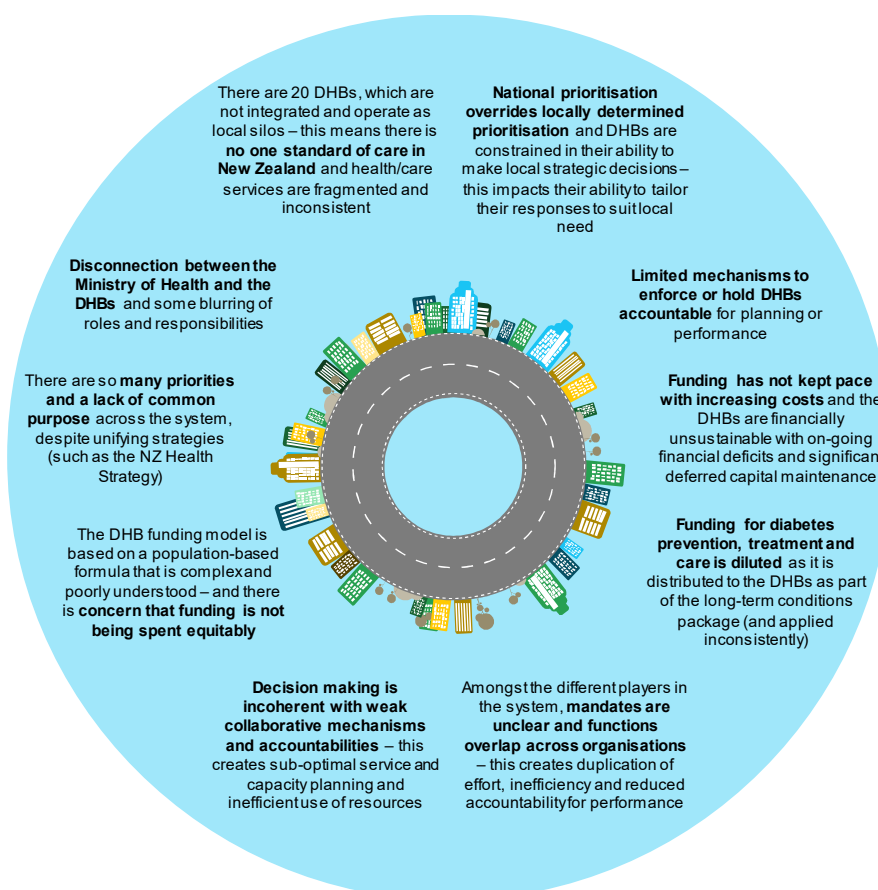 There are 20 DHBs, which are
not integrated and operate as
local silos – this means there is
no one standard of care in
New Zealand and health/care
services are fragmented and
inconsistent
National prioritisation
overrides locally determined
prioritisation and DHBs are
constrained in their ability to
make local strategic decisions –
this impacts their ability to tailor
their responses to suit local
need
Disconnection between the
Ministry of Health and the
DHBs and some blurring of
roles and responsibilities
Limited mechanisms to
enforce or hold DHBs
accountable for planning or
performance
There are so many priorities
and a lack of common
purpose across the system,
despite unifying strategies
(such as the NZ Health
Strategy)
Funding has not kept pace
with increasing costs and the
DHBs are financially
unsustainable with on-going
financial deficits and significan
deferred capital maintenance
The DHB funding model is
based on a population-based
formula that is complex and
poorly understood – and there
is concern that funding is not
being spent equitably
Funding for diabetes
prevention, treatment and
care is diluted as it is
distributed to the DHBs as part
of the long-term conditions
package (and applied
inconsistently)
Decision making is
incoherent with weak
collaborative mechanisms
and accountabilities – this
creates sub-optimal service and
capacity planning and
inefficient use of resources
Amongst the different players in
the system, mandates are
unclear and functions
overlap across organisations
– this creates duplication of
effort, inefficiency and reduced
accountability for performance